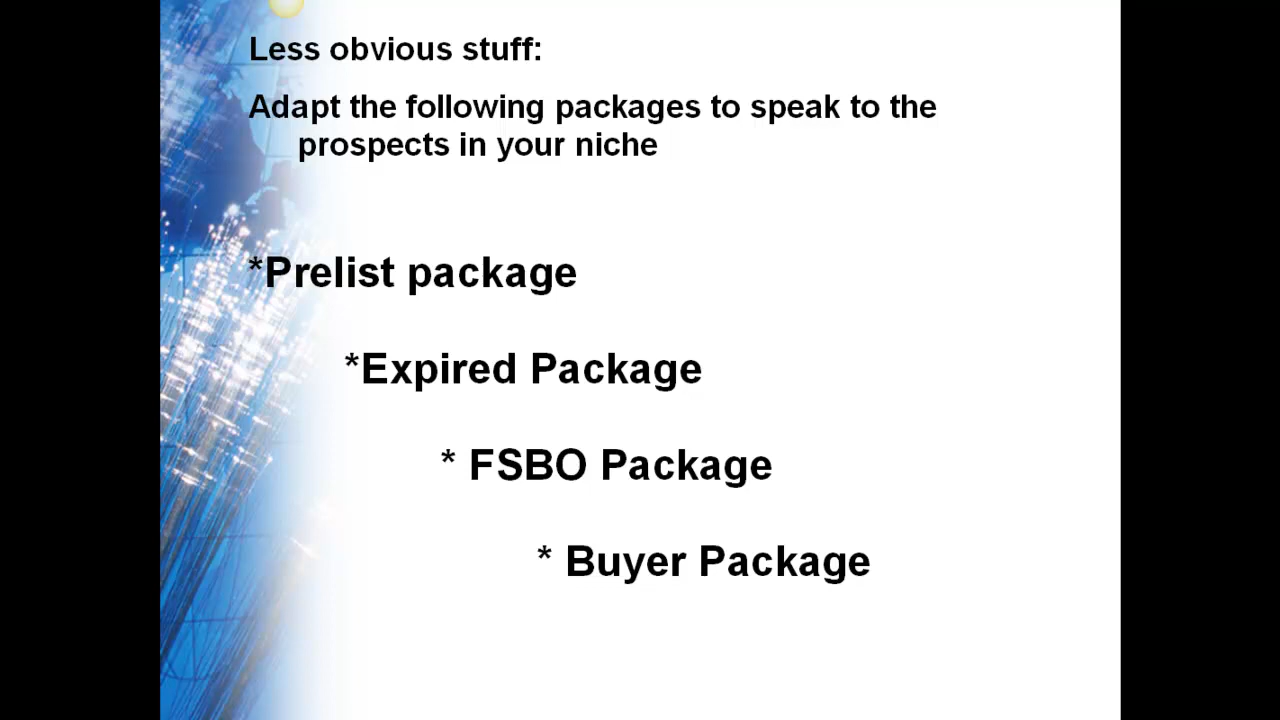 Less obvious stuff:
Adapt the following packages to speak to the
prospects in your niche
*Prelist package
*Expired Package
* FSBO Package
* Buyer Package